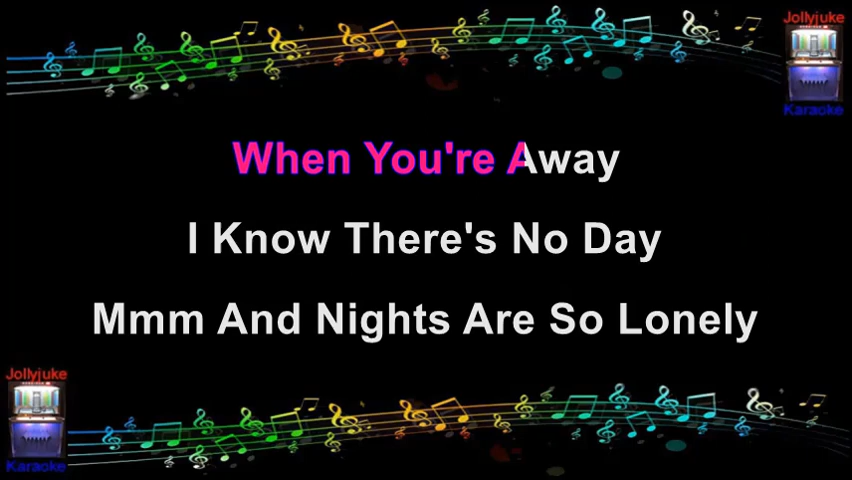 Jollyjuke
Karaoke
When You're Away
I Know There's No Day
Mmm And Nights Are So Lonely
Jollyjuke
Karaoke